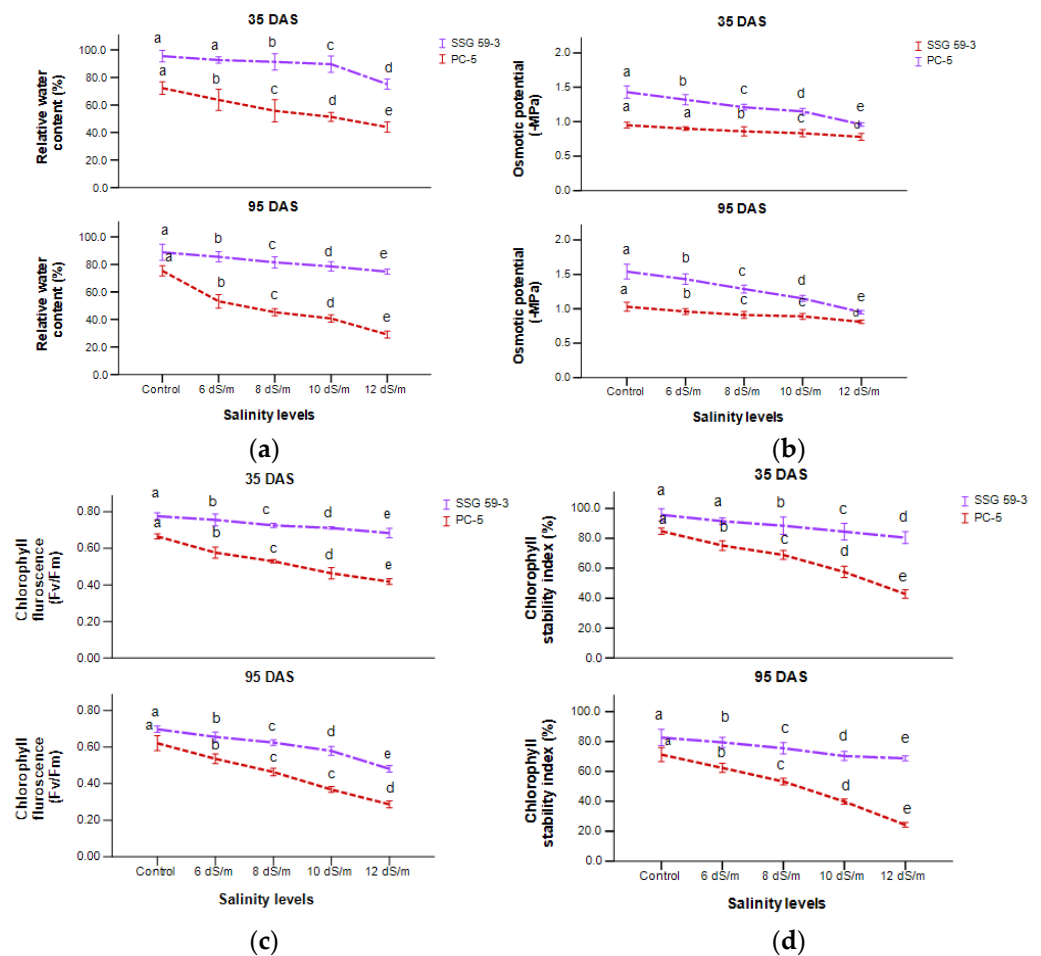 35 DAS
a
a
b
c
d
a
b
c
d
e
SSG 59-3
PC-5
100.0
80.0
60.0
40.0
20.0
0.0
Relative water
content (%)
95 DAS
a
b
c
d
e
a
b
c
d
e
100.0
80.0
60.0
40.0
20.0
0.0
Relative water
content (%)
Control 6 dS/m 8 dS/m 10 dS/m 12 dS/m
Salinity levels
(a)
35 DAS
a
b
c
d
e
a
a
b
c
d
SSG 59-3
PC-5
2.0
1.5
1.0
0.5
0.0
Osmotic potential
(-MPa)
95 DAS
a
b
c
d
e
a
b
c
c
d
2.0
1.5
1.0
0.5
0.0
Osmotic potential
(-MPa)
Control 6 dS/m 8 dS/m 10 dS/m 12 dS/m
Salinity levels
(b)
35 DAS
a
b
c
d
e
a
b
c
d
e
SSG 59-3
PC-5
0.80
0.60
0.40
0.20
0.00
Chlorophyll
fluroscence
(Fv/Fm)
95 DAS
a
b
c
d
e
a
b
c
c
d
0.80
0.60
0.40
0.20
0.00
Chlorophyll
fluroscence
(Fv/Fm)
Control 6 dS/m 8 dS/m 10 dS/m 12 dS/m
Salinity levels
(c)
35 DAS
a
a
b
c
d
a
b
c
d
e
SSG 59-3
PC-5
100.0
80.0
60.0
40.0
20.0
0.0
Chlorophyll
stability index (%)
95 DAS
a
b
c
d
e
a
b
c
d
e
100.0
80.0
60.0
40.0
20.0
0.0
Chlorophyll
stability index (%)
Control 6 dS/m 8 dS/m 10 dS/m 12 dS/m
Salinity levels
(d)